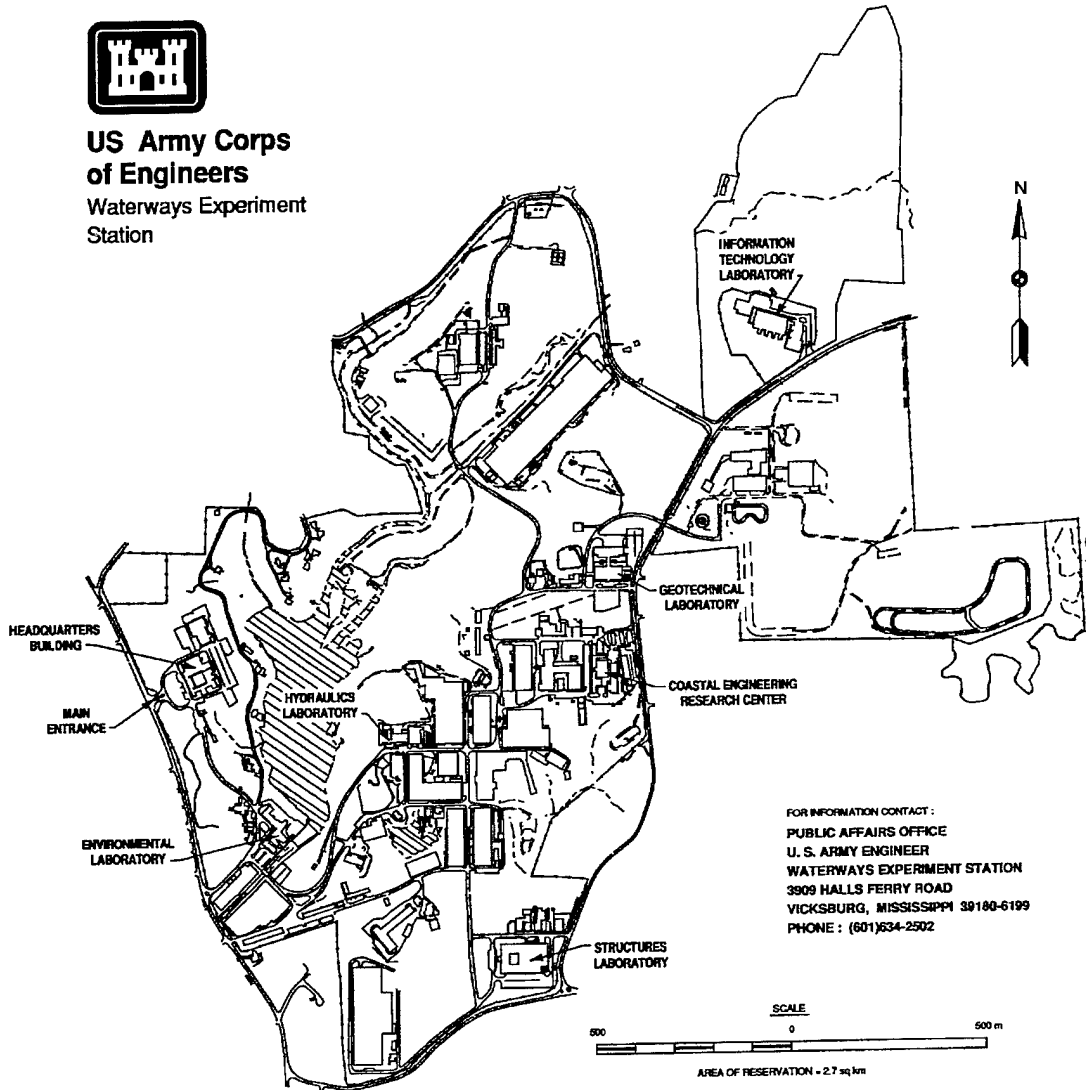 US Army Corps
of Engineers
Waterways Experiment
Station
N
INFORMATION
TECHNOLOGY
LABORATORY
GEOTECHNICAL
LABORATORY
HEADQUARTERS
BUILDING
HYDRAULICS
LABORATORY
COASTAL ENGINEERING
RESEARCH CENTER
MAIN
ENTRANCE
ENVIRONMENTAL
LABORATORY
FOR INFORMATION CONTACT :
PUBLIC AFFAIRS OFFICE
U. S. ARMY ENGINEER
WATERWAYS EXPERIMENT STATION
3909 HALLS FERRY ROAD
VICKSBURG, MISSISSIPPI 39180-6199
PHONE : (601)634-2502
STRUCTURES
LABORATORY
SCALE
500 0 500 m
AREA OF RESERVATION = 2.7 sq km